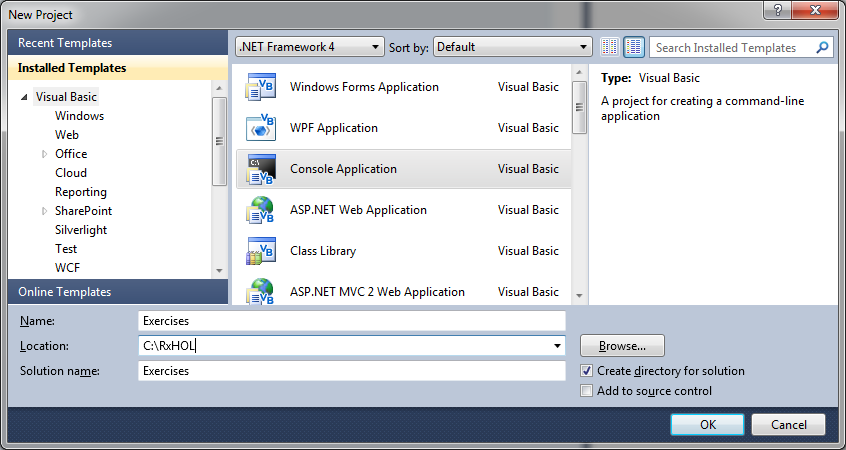 New Project
Recent Templates
Installed Templates
Visual Basic
Windows
Web
Office
Cloud
Reporting
SharePoint
Silverlight
Test
WCF
Online Templates
.NET Framework 4
Sort by: Default
Search Installed Templates
Windows Forms Application Visual Basic
WPF Application Visual Basic
Console Application Visual Basic
ASP.NET Web Application Visual Basic
Class Library Visual Basic
ASP.NET MVC 2 Web Application Visual Basic
Type: Visual Basic
A project for creating a command-line
application
Name: Exercises
Location: C:\RxHOL
Browse...
Solution name: Exercises
Create directory for solution
Add to source control
OK Cancel